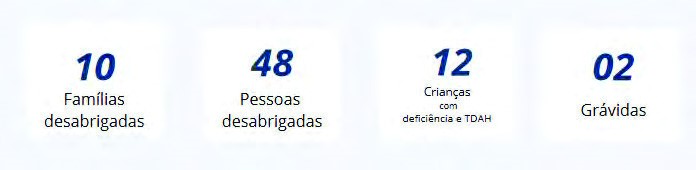 10
Famílias
desabrigadas
48
Pessoas
desabrigadas
12
Crianças
com
deficiência e TDAH
02
Grávidas